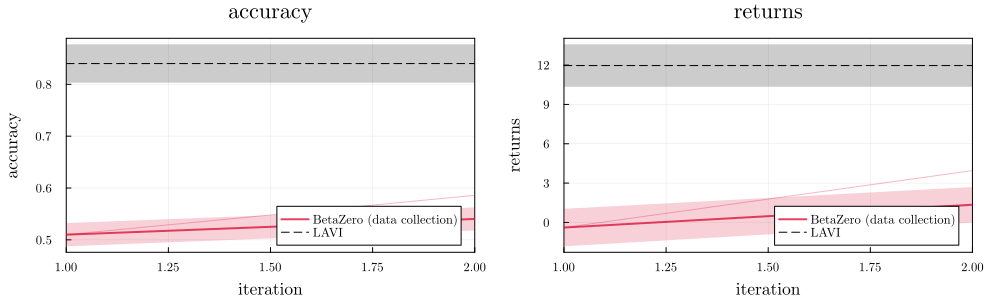 accuracy
returns
accuracy
0.8
0.7
0.6
0.5
BetaZero (data collection)
LAVI
1.00
1.25
1.50
1.75
2.00
iteration
returns
12
9
6
3
0
BetaZero (data collection)
LAVI
1.00
1.25
1.50
1.75
2.00
iteration